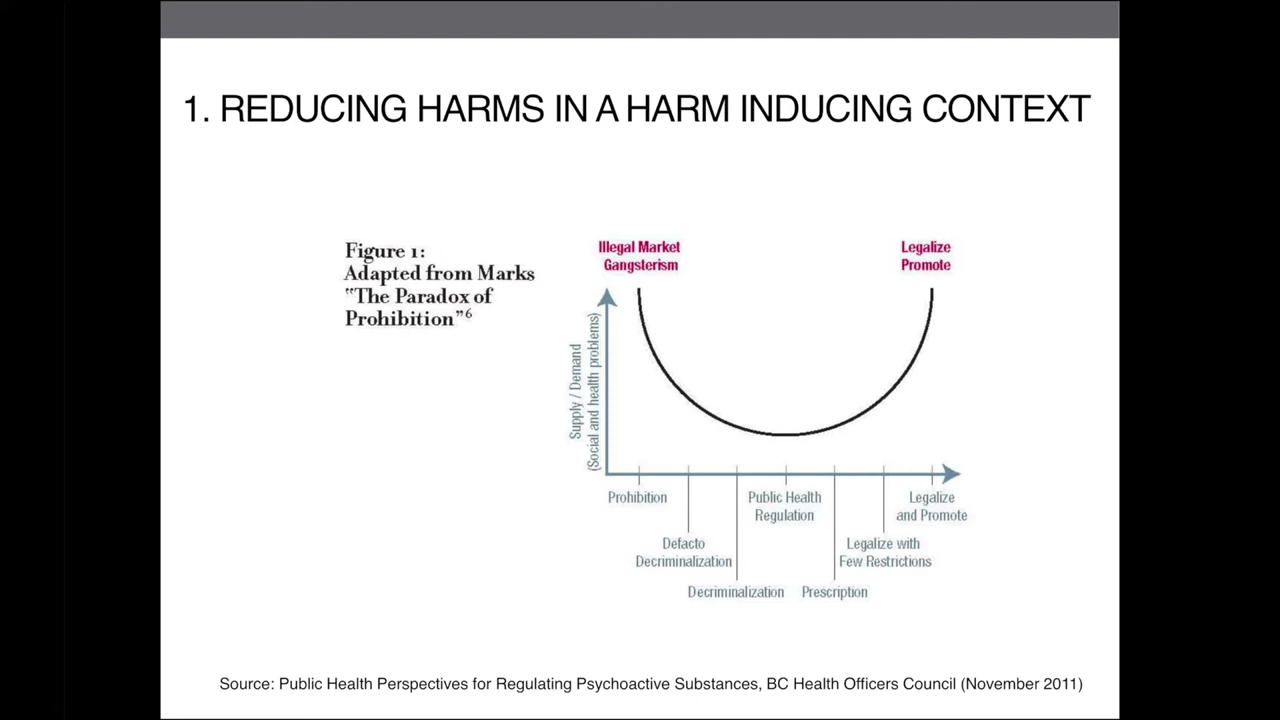 1. REDUCING HARMS IN A HARM INDUCING CONTEXT
Figure 1:
Adapted from Marks
“The Paradox of
Prohibition”6
Illegal Market
Gangsterism
Legalize
Promote
Supply / Demand
(Social and health problems)
Prohibition
Defacto
Decriminalization
Decriminalization
Public Health
Regulation
Prescription
Legalize with
Few Restrictions
Legalize
and Promote
Source: Public Health Perspectives for Regulating Psychoactive Substances, BC Health Officers Council (November 2011)